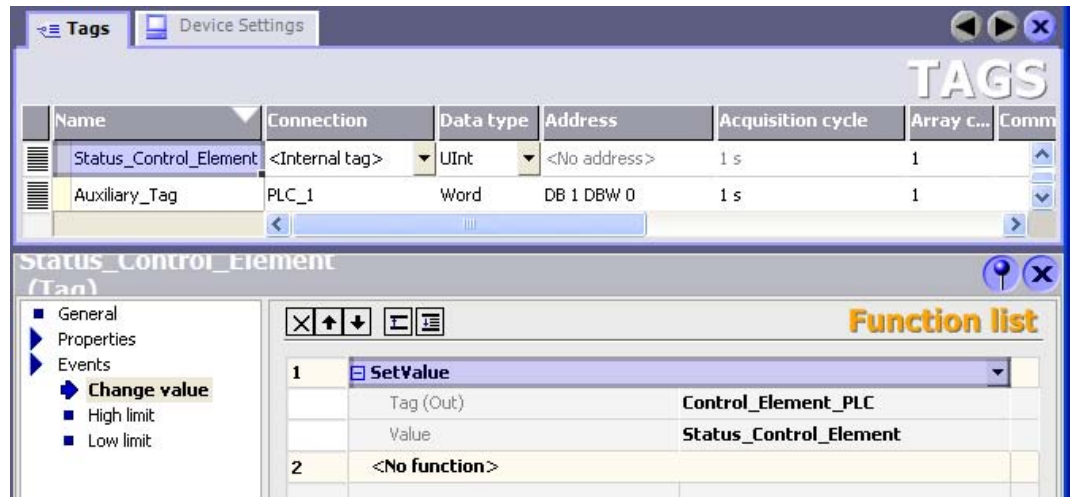 Tags Device Settings
TAGS
Name Connection Data type Address Acquisition cycle Array c... Comm
Status_Control_Element <Internal tag> UInt <No address> 1 s 1
Auxiliary_Tag PLC_1 Word DB 1 DBW 0 1 s 1
Status_Control_Element
(Tag)
General
Properties
Events
Change value
High limit
Low limit
Function list
1 SetValue
Tag (Out) Control_Element_PLC
Value Status_Control_Element
2 <No function>